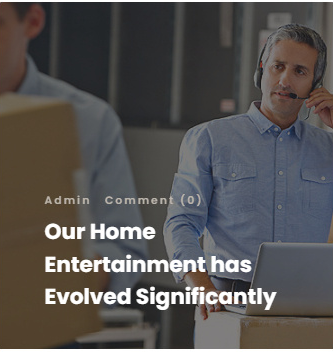 Admin Comment (0)
Our Home
Entertainment has
Evolved Significantly